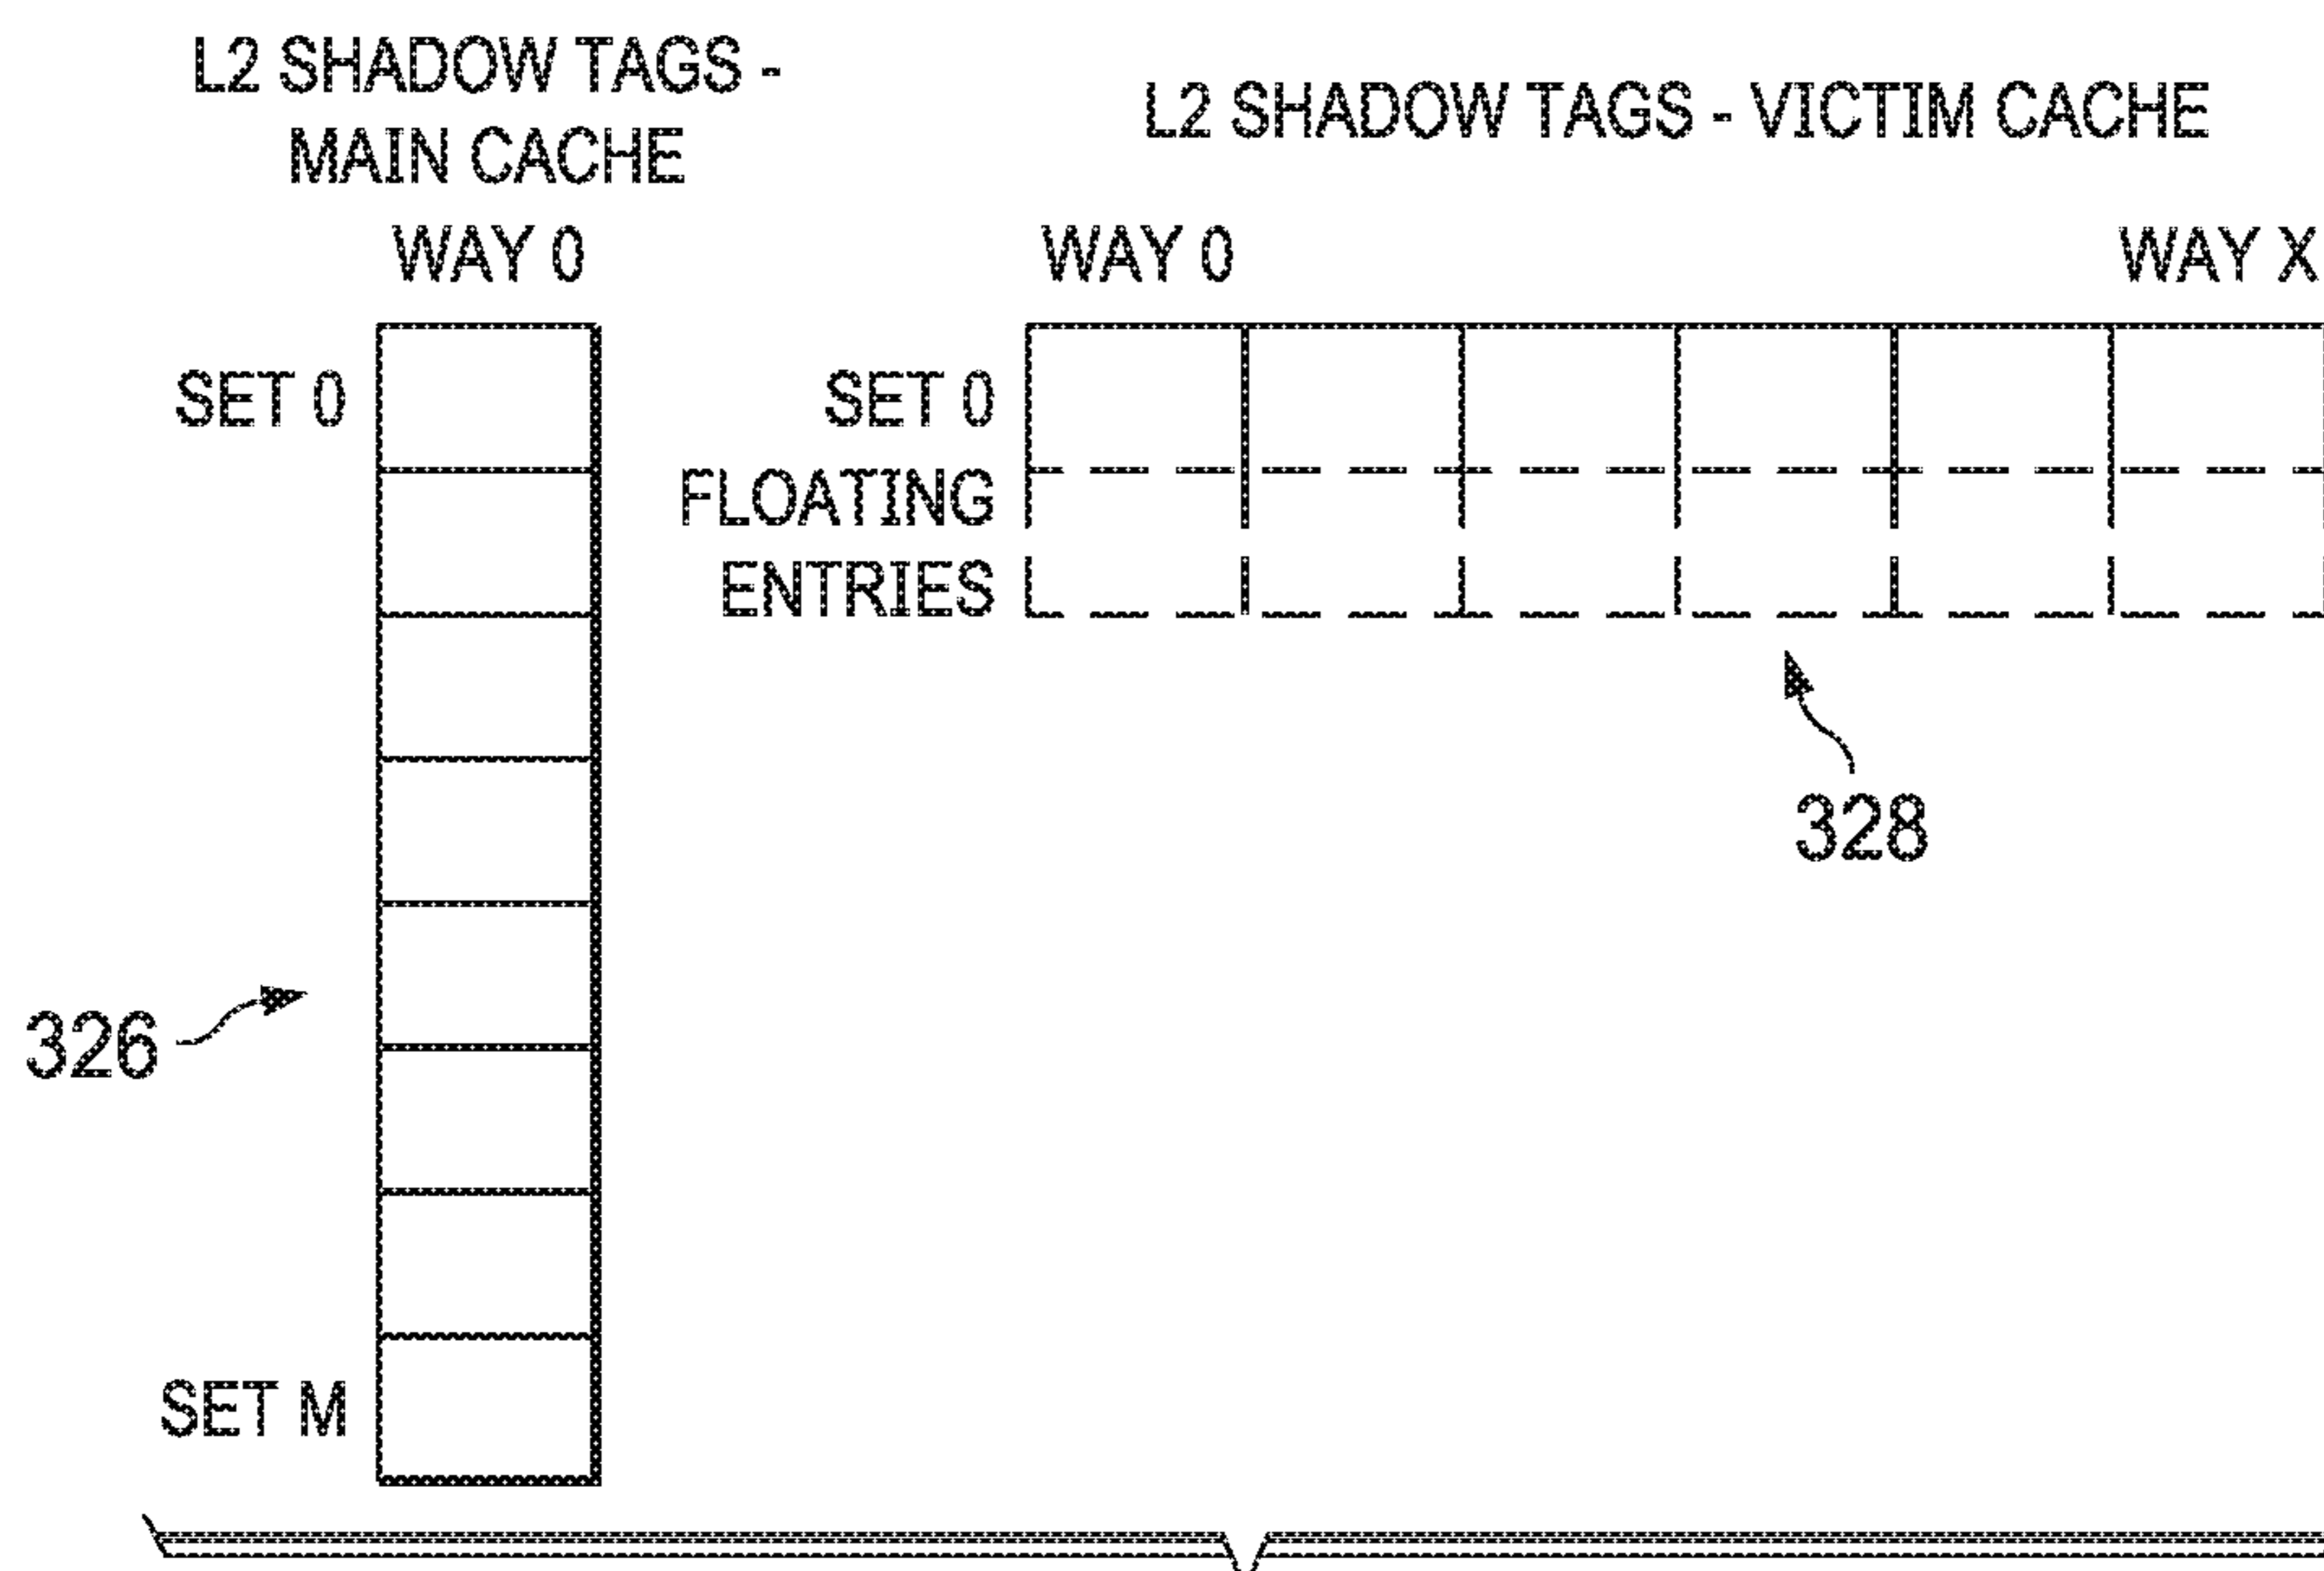 L2 SHADOW TAGS -
MAIN CACHE
WAY 0
SET 0
326
SET M
L2 SHADOW TAGS - VICTIM CACHE
WAY 0
WAY X
SET 0
FLOATING
ENTRIES
328